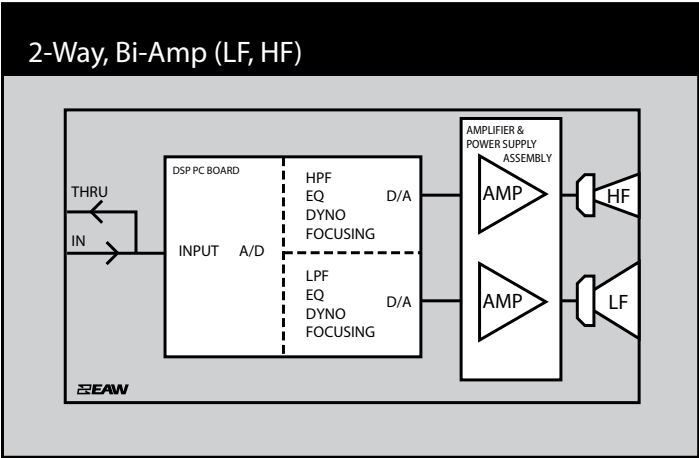 2-Way, Bi-Amp (LF, HF)
AMPLIFIER &
POWER SUPPLY
ASSEMBLY
DSP PC BOARD
THRU
IN
INPUT A/D
HPF
EQ
DYNO
FOCUSING
D/A
AMP
HF
LPF
EQ
DYNO
FOCUSING
D/A
AMP
LF
EAW